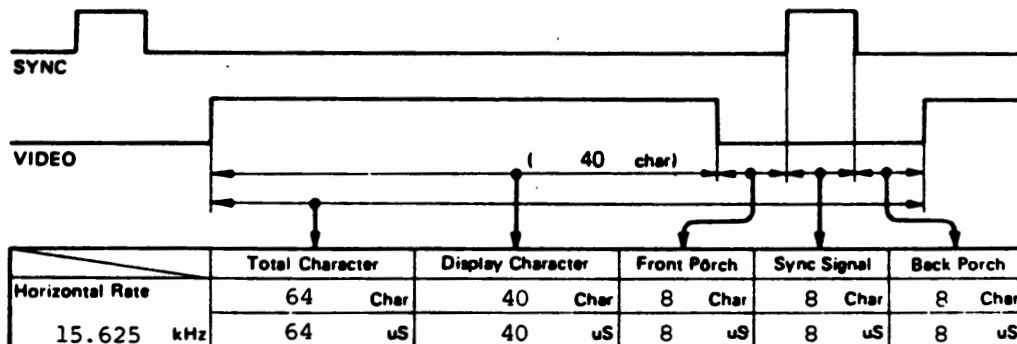 SYNC
VIDEO
( 40 char)
Total Character Display Character Front Porch Sync Signal Back Porch
Horizontal Rate 64 Char 40 Char 8 Char 8 Char 8 Char
15.625 kHz 64 uS 40 uS 8 uS 8 uS 8 uS